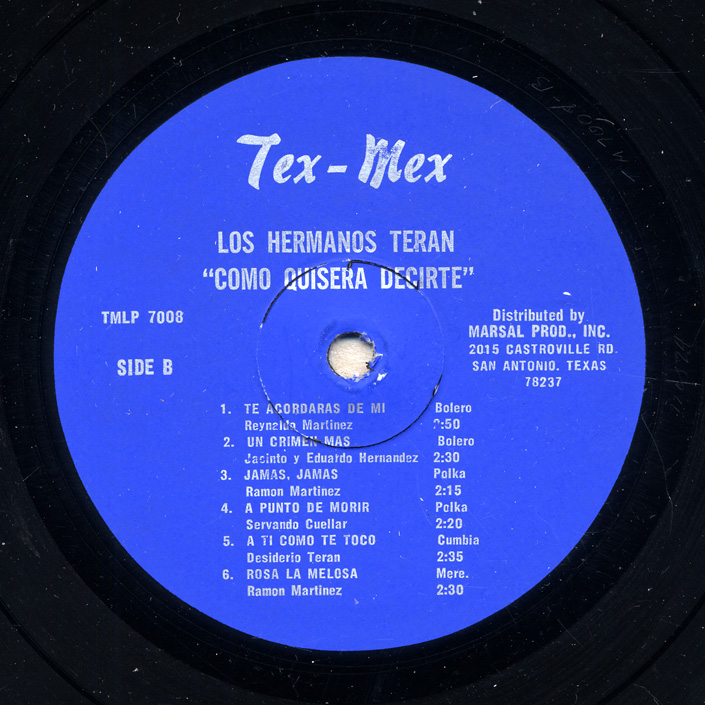 Tex-Mex
LOS HERMANOS TERAN
"COMO QUISERA DECIRTE"
TMLP 7008
SIDE B
Distributed by
MARSAL PROD., INC.
2015 CASTROVILLE RD.
SAN ANTONIO, TEXAS
78237
1. TE ACORDARAS DE MI Bolero
Reynaldo Martinez :50
2. UN CRIMEN MAS Bolero
Jacinto y Eduardo Hernandez 2:30
3. JAMAS, JAMAS Polka
Ramon Martinez 2:15
4. A PUNTO DE MORIR Polka
Servando Cuellar 2:20
5. A TI COMO TE TOCO Cumbia
Desiderio Teran 2:35
6. ROSA LA MELOSA Mere.
Ramon Martinez 2:30